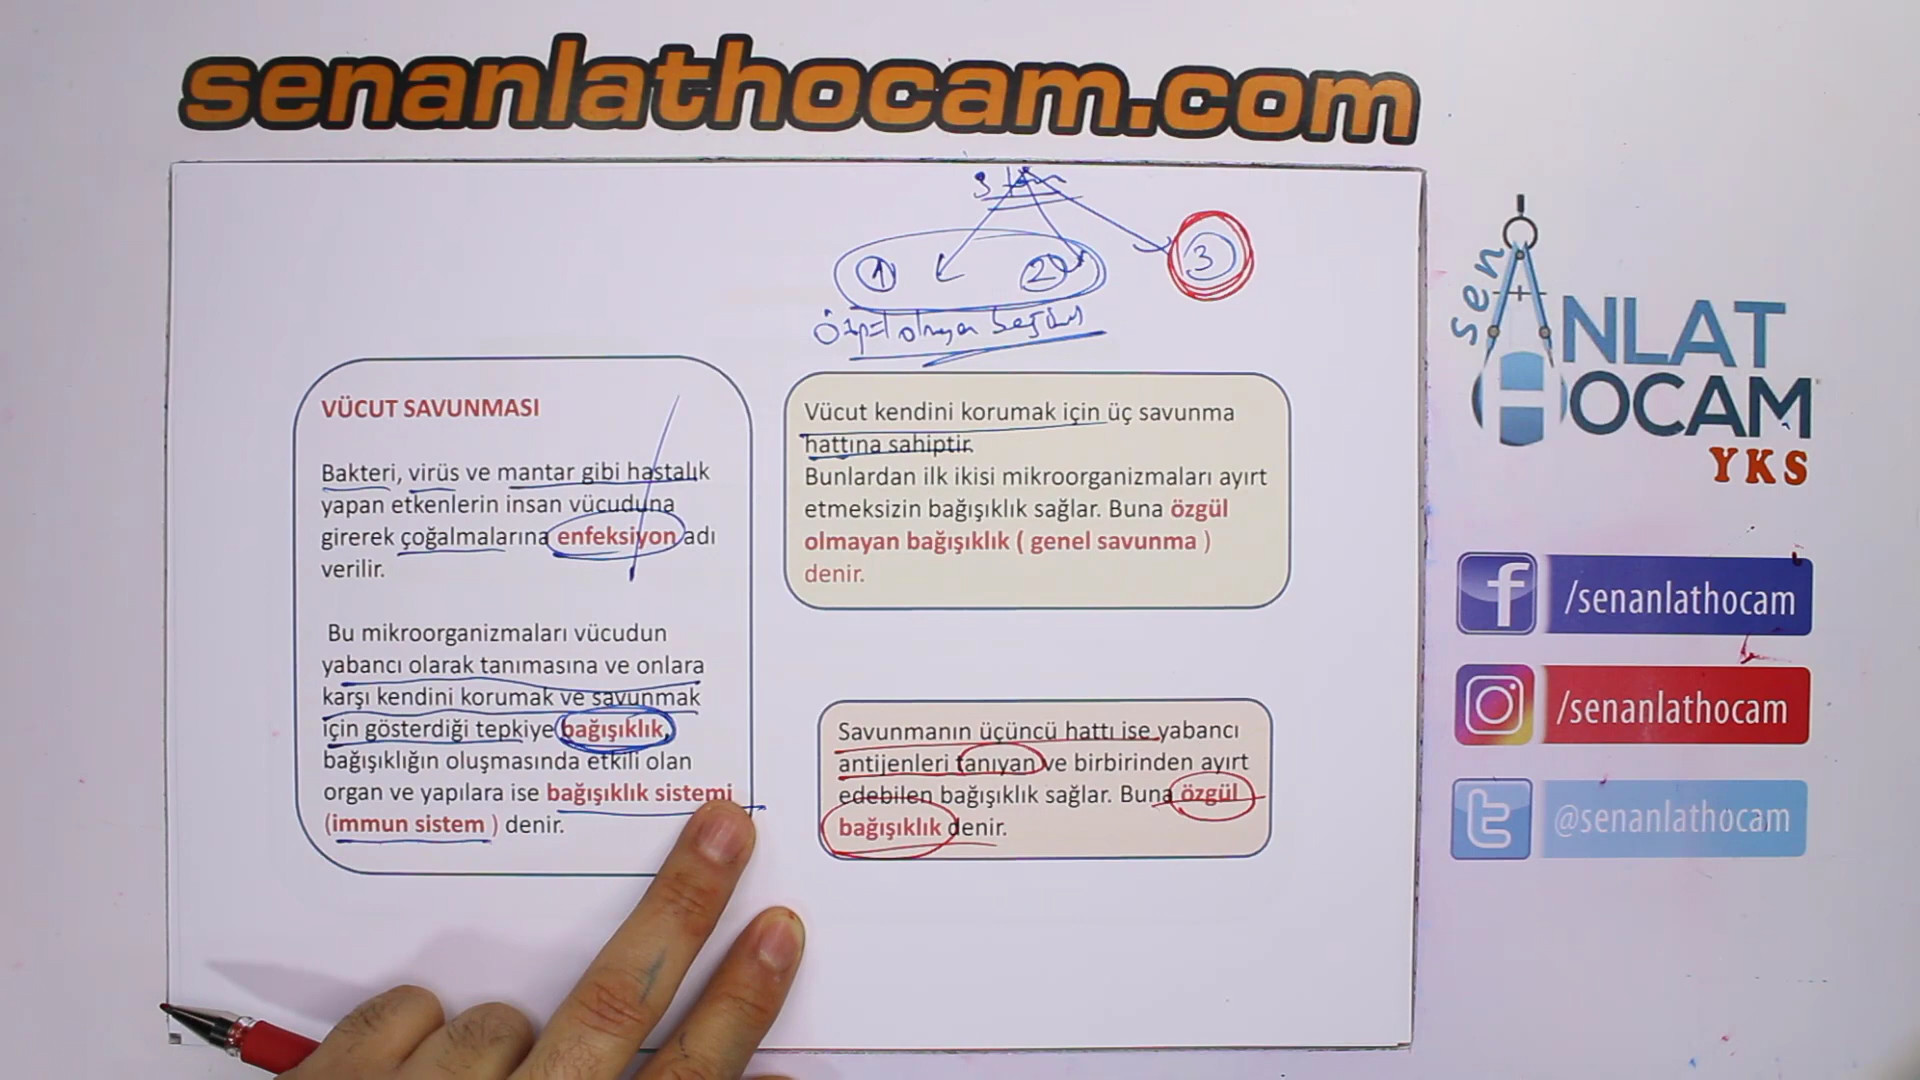 senanlathocam.com
1
2
3
VÜCUT SAVUNMASI
Bakteri, virüs ve mantar gibi hastalık
yapan etkenlerin insan vücuduna
girerek çoğalmalarına enfeksiyon adı
verilir.
Bu mikroorganizmaları vücudun
yabancı olarak tanımasına ve onlara
karşı kendini korumak ve savunmak
için gösterdiği tepkiye bağışıklık,
bağışıklığın oluşmasında etkili olan
organ ve yapılara ise bağışıklık sistemi
(immun sistem ) denir.
Vücut kendini korumak için üç savunma
hattına sahiptir.
Bunlardan ilk ikisi mikroorganizmaları ayırt
etmeksizin bağışıklık sağlar. Buna özgül
olmayan bağışıklık ( genel savunma )
denir.
Savunmanın üçüncü hattı ise yabancı
antijenleri tanıyan ve birbirinden ayırt
edebilen bağışıklık sağlar. Buna özgül
bağışıklık denir.
sen
ANLAT
HOCAM
YKS
/senanlathocam
/senanlathocam
@senanlathocam